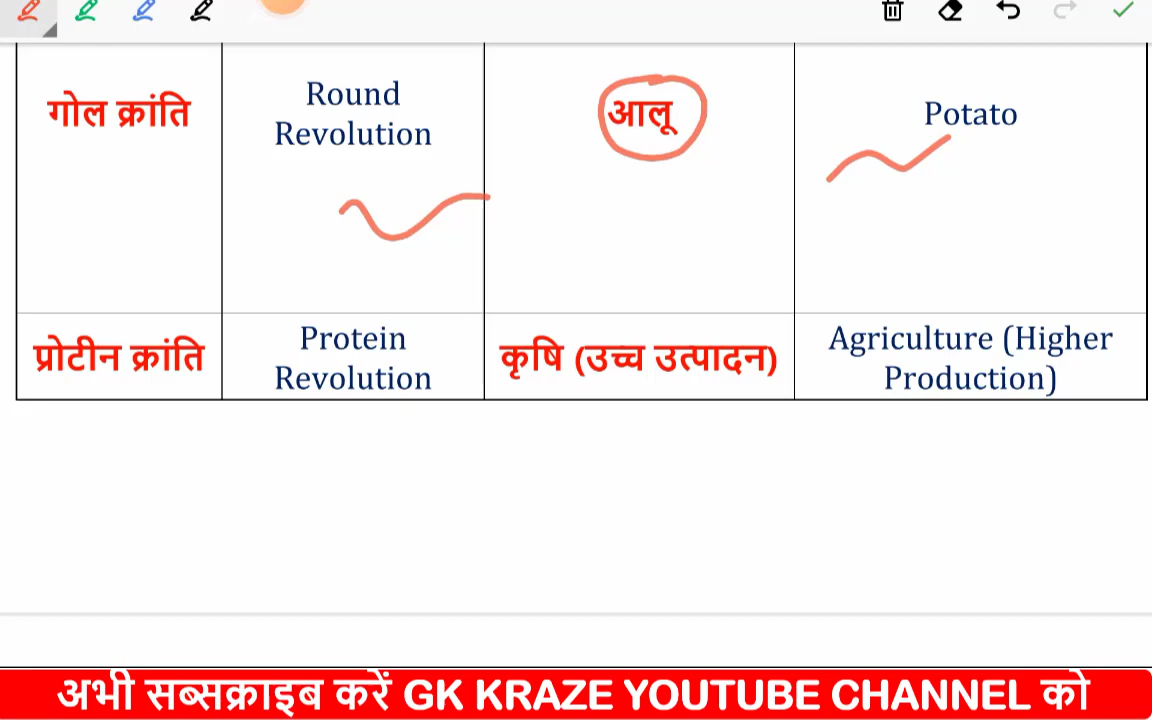 गोल क्रांति
Round
Revolution
आलू
Potato
प्रोटीन क्रांति
Protein
Revolution
कृषि (उच्च उत्पादन)
Agriculture (Higher
Production)
अभी सब्सक्राइब करें GK KRAZE YOUTUBE CHANNEL को